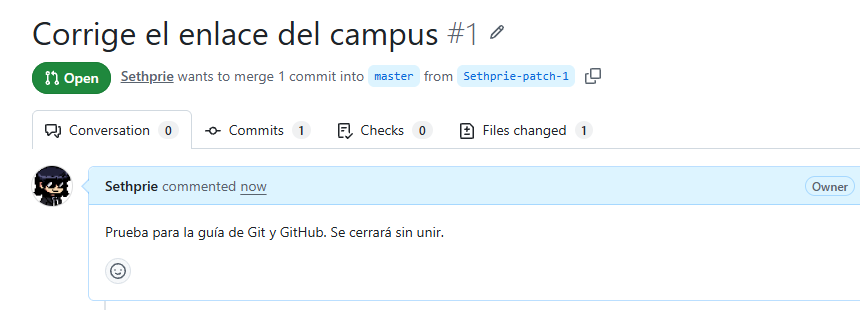 Corrige el enlace del campus #1
Open Sethprie wants to merge 1 commit into master from Sethprie-patch-1
Conversation 0 Commits 1 Checks 0 Files changed 1
Sethprie commented now Owner
Prueba para la guía de Git y GitHub. Se cerrará sin unir.